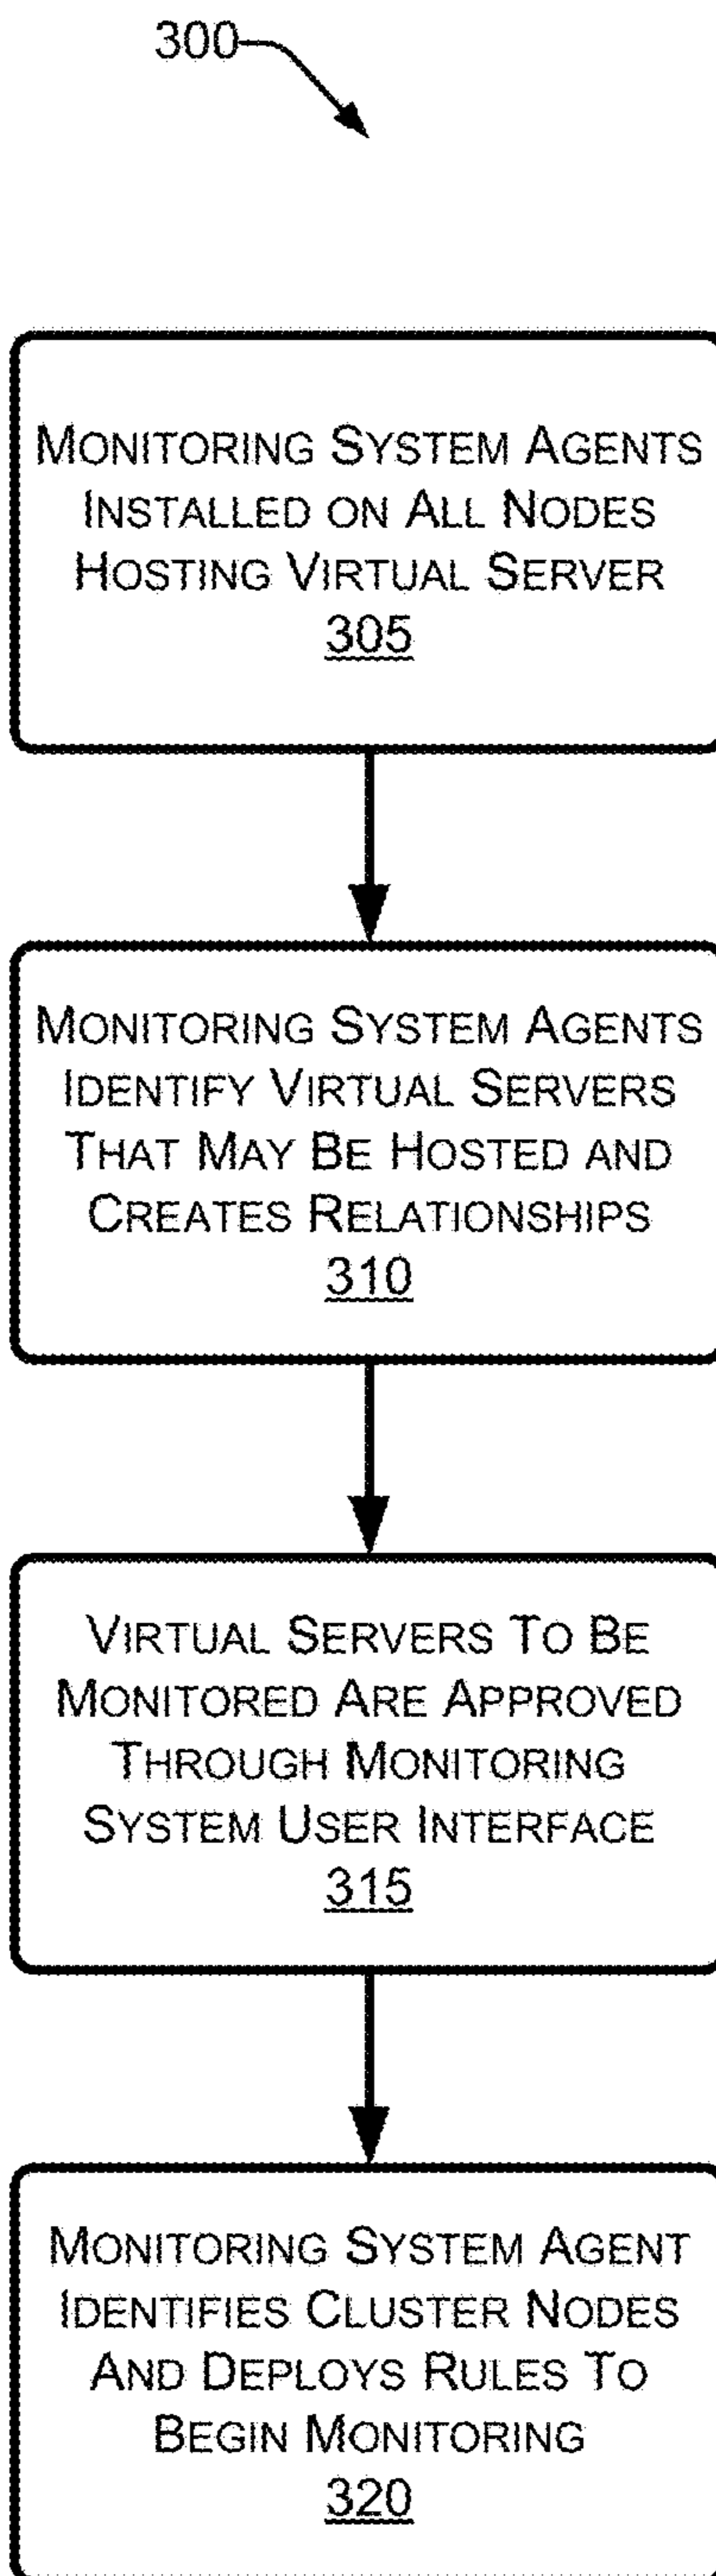 300
MONITORING SYSTEM AGENTS
INSTALLED ON ALL NODES
HOSTING VIRTUAL SERVER
305
MONITORING SYSTEM AGENTS
IDENTIFY VIRTUAL SERVERS
THAT MAY BE HOSTED AND
CREATES RELATIONSHIPS
310
VIRTUAL SERVERS TO BE
MONITORED ARE APPROVED
THROUGH MONITORING
SYSTEM USER INTERFACE
315
MONITORING SYSTEM AGENT
IDENTIFIES CLUSTER NODES
AND DEPLOYS RULES TO
BEGIN MONITORING
320